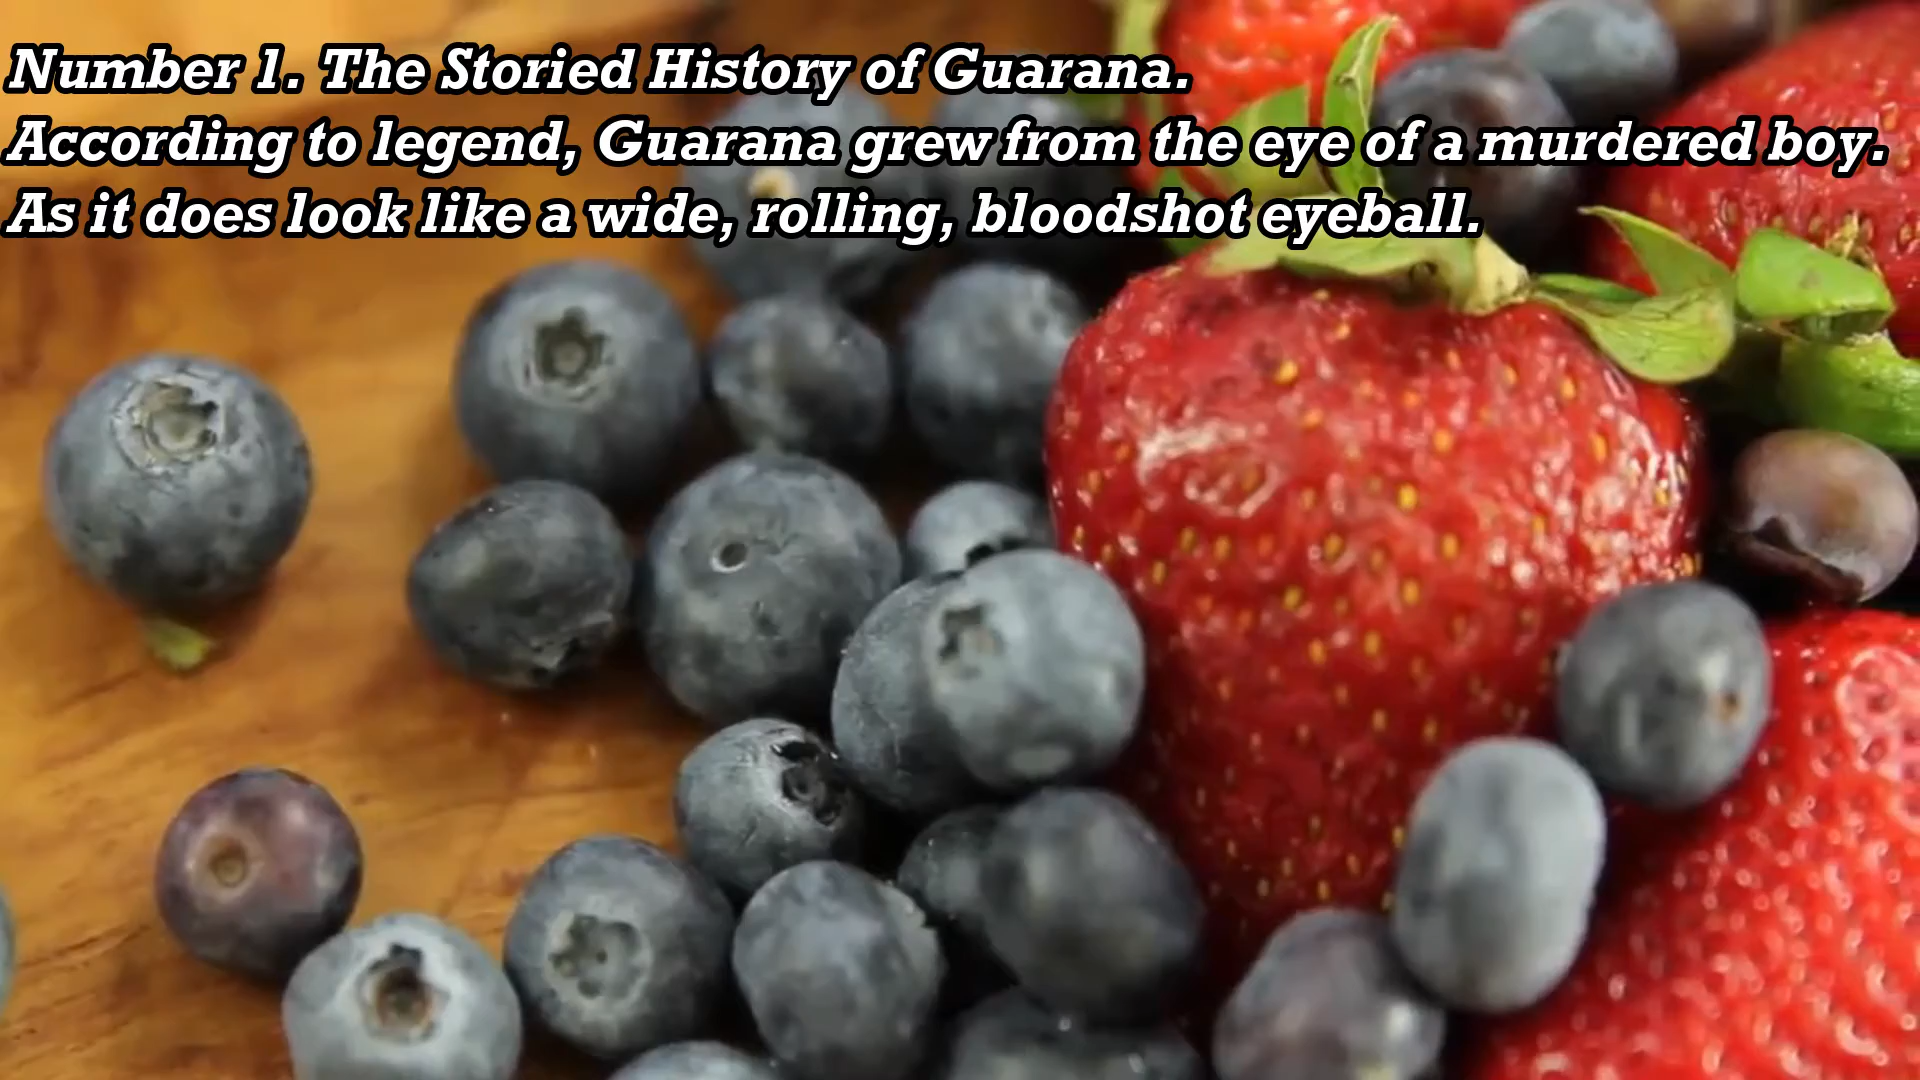 Number 1. The Storied History of Guarana.
According to legend, Guarana grew from the eye of a murdered boy.
As it does look like a wide, rolling, bloodshot eyeball.